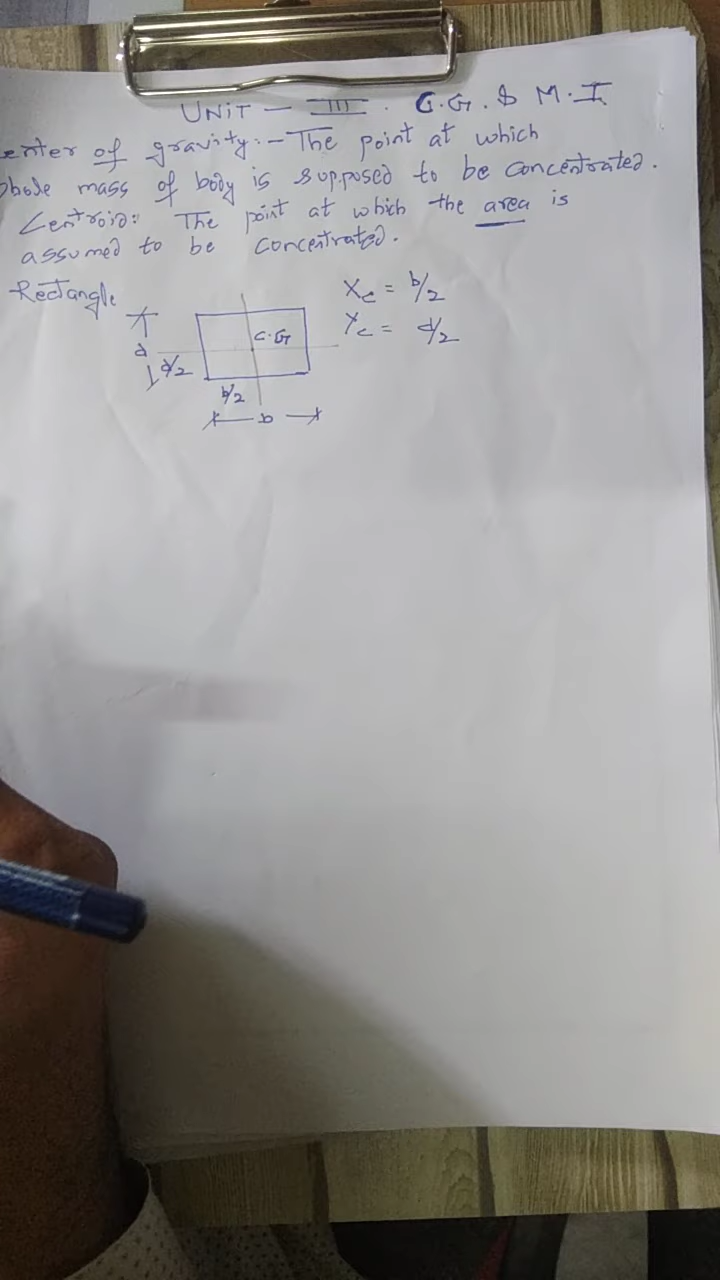 UNIT - III. C.G. & M.I
enter of gravity:- The point at which
whole mass of body is supposed to be concentrated.
Centroid: The point at which the area is
assumed to be concentrated.
Rectangle
Xc = b/2
Yc = d/2
C.G
d
d/2
b/2
b